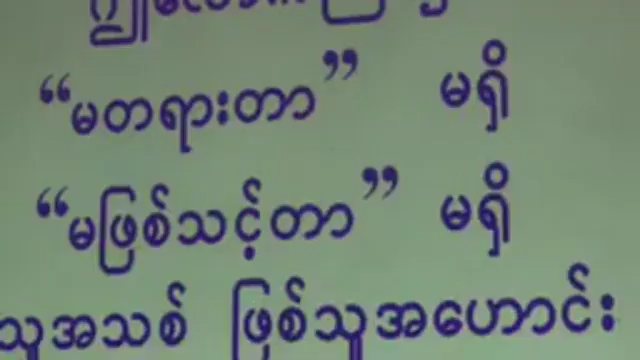 “မတရားတာ” မရှိ
“မဖြစ်သင့်တာ” မရှိ
သူအသစ် ဖြစ်သူအဟောင်း